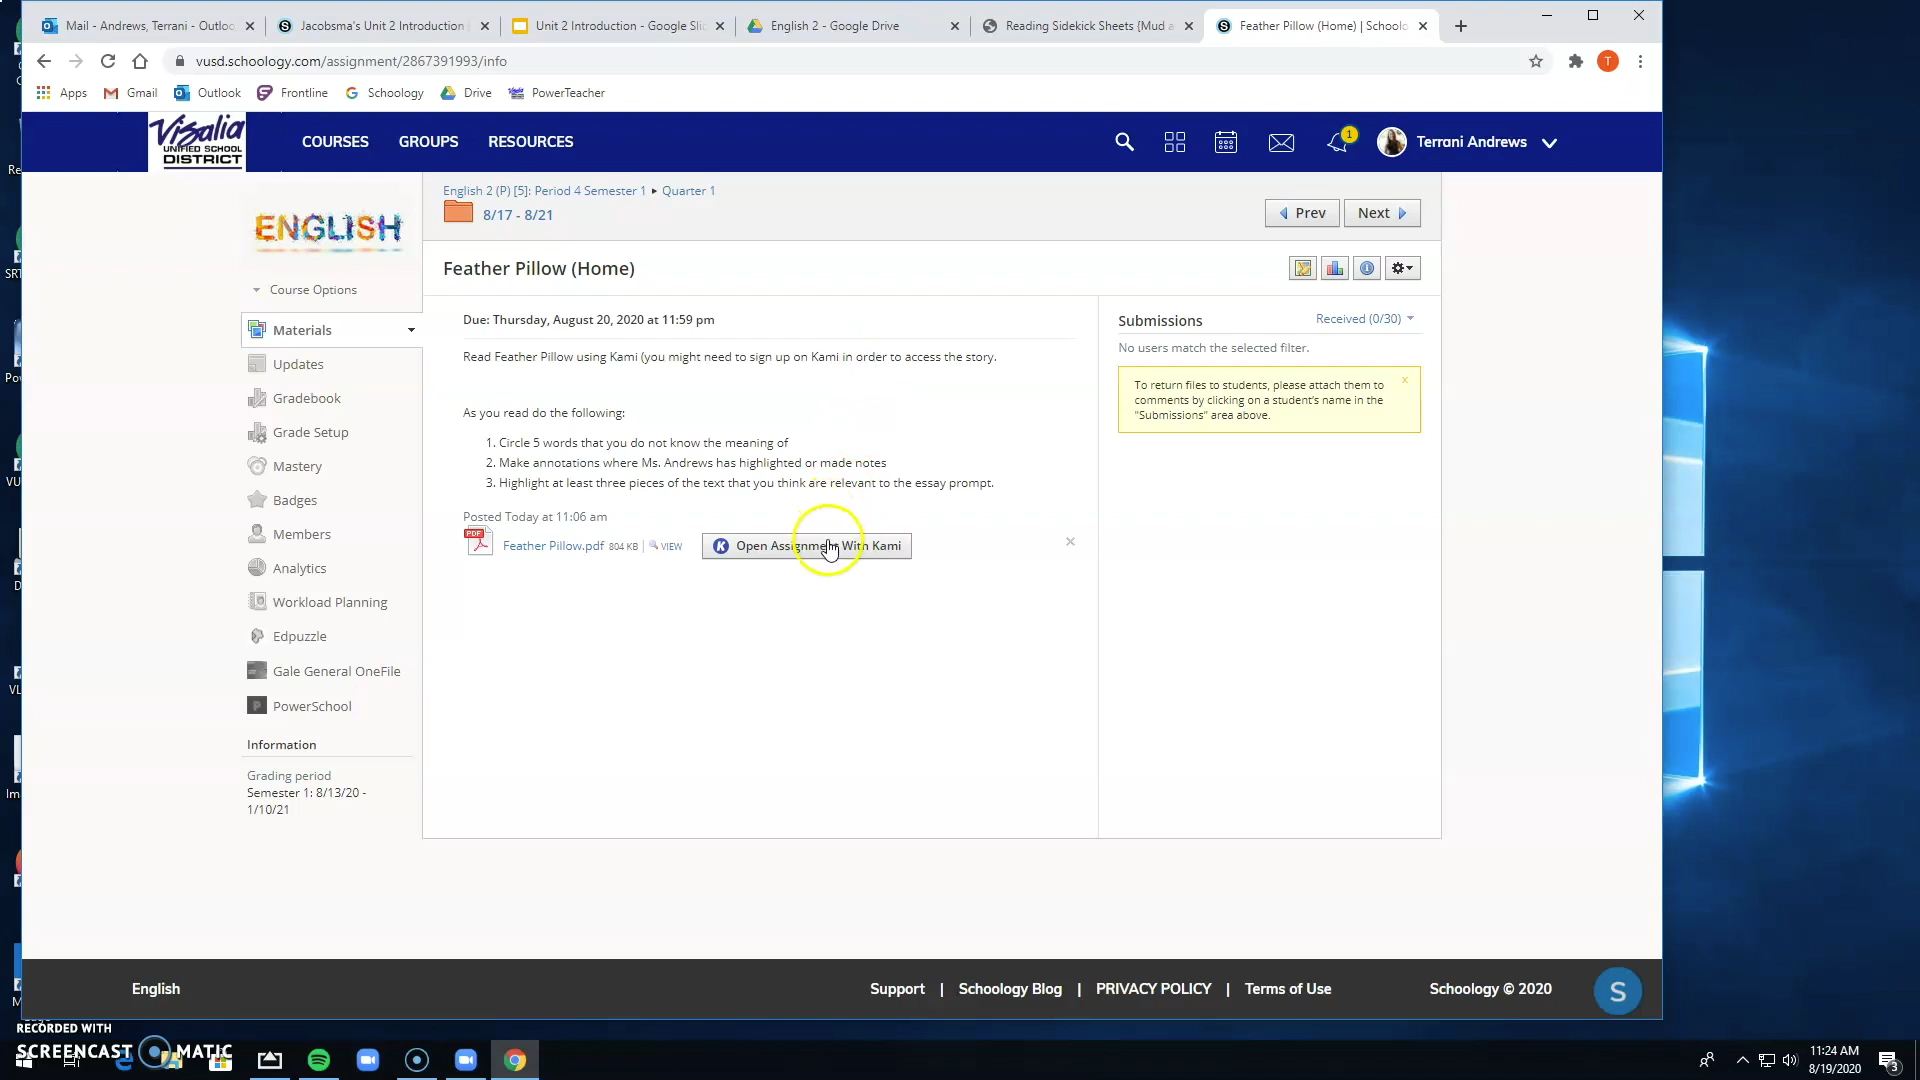 Mail - Andrews, Terrani - Outloo
Jacobsma's Unit 2 Introduction
Unit 2 Introduction - Google Slid
English 2 - Google Drive
Reading Sidekick Sheets {Mud a
Feather Pillow (Home) | Schoolo
vusd.schoology.com/assignment/2867391993/info
T
Apps
Gmail
Outlook
Frontline
Schoology
Drive
PowerTeacher
Visalia
UNIFIED SCHOOL
DISTRICT
COURSES
GROUPS
RESOURCES
1
Terrani Andrews
ENGLISH
Course Options
Materials
Updates
Gradebook
Grade Setup
Mastery
Badges
Members
Analytics
Workload Planning
Edpuzzle
Gale General OneFile
PowerSchool
Information
Grading period
Semester 1: 8/13/20 -
1/10/21
English 2 (P) [5]: Period 4 Semester 1 ▸ Quarter 1
8/17 - 8/21
Prev
Next
Feather Pillow (Home)
Due: Thursday, August 20, 2020 at 11:59 pm
Read Feather Pillow using Kami (you might need to sign up on Kami in order to access the story.
As you read do the following:
1. Circle 5 words that you do not know the meaning of
2. Make annotations where Ms. Andrews has highlighted or made notes
3. Highlight at least three pieces of the text that you think are relevant to the essay prompt.
Posted Today at 11:06 am
PDF
Feather Pillow.pdf 804 KB | VIEW
K Open Assignment With Kami
Submissions
Received (0/30)
No users match the selected filter.
To return files to students, please attach them to
comments by clicking on a student's name in the
"Submissions" area above.
English
Support | Schoology Blog | PRIVACY POLICY | Terms of Use
Schoology © 2020
S
RECORDED WITH
SCREENCAST MATIC
11:24 AM
8/19/2020
3